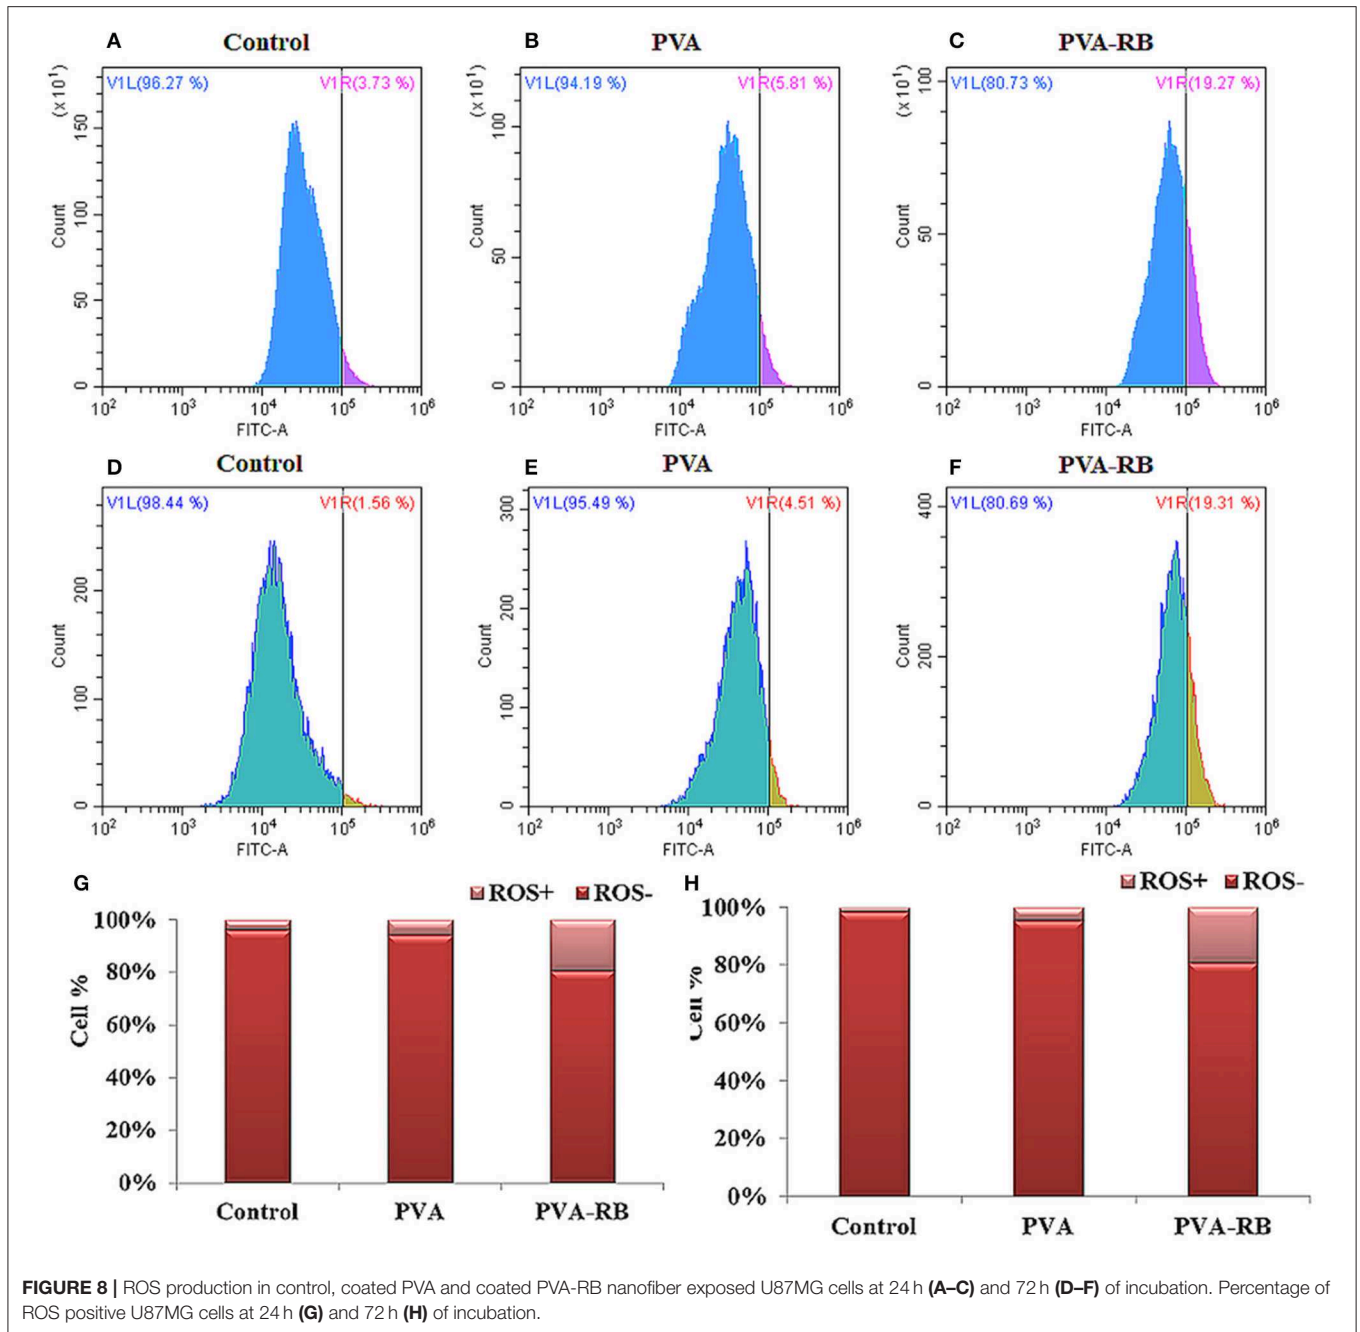 A Control
B PVA
C PVA-RB
V1L(96.27 %) V1R(3.73 %)
(x 10¹)
Count
0 50 100 150
10² 10³ 10⁴ 10⁵ 10⁶
FITC-A
V1L(94.19 %) V1R(5.81 %)
(x 10¹)
Count
0 50 100
10² 10³ 10⁴ 10⁵ 10⁶
FITC-A
V1L(80.73 %) V1R(19.27 %)
(x 10¹)
Count
0 50 100
10² 10³ 10⁴ 10⁵ 10⁶
FITC-A
D Control
E PVA
F PVA-RB
V1L(98.44 %) V1R(1.56 %)
Count
0 100 200
10² 10³ 10⁴ 10⁵ 10⁶
FITC-A
V1L(95.49 %) V1R(4.51 %)
Count
0 100 200 300
10² 10³ 10⁴ 10⁵ 10⁶
FITC-A
V1L(80.69 %) V1R(19.31 %)
Count
0 200 400
10² 10³ 10⁴ 10⁵ 10⁶
FITC-A
G
ROS+ ROS-
Cell %
100%
80%
60%
40%
20%
0%
Control PVA PVA-RB
H
ROS+ ROS-
Cell %
100%
80%
60%
40%
20%
0%
Control PVA PVA-RB
FIGURE 8 | ROS production in control, coated PVA and coated PVA-RB nanofiber exposed U87MG cells at 24 h (A–C) and 72 h (D–F) of incubation. Percentage of
ROS positive U87MG cells at 24 h (G) and 72 h (H) of incubation.